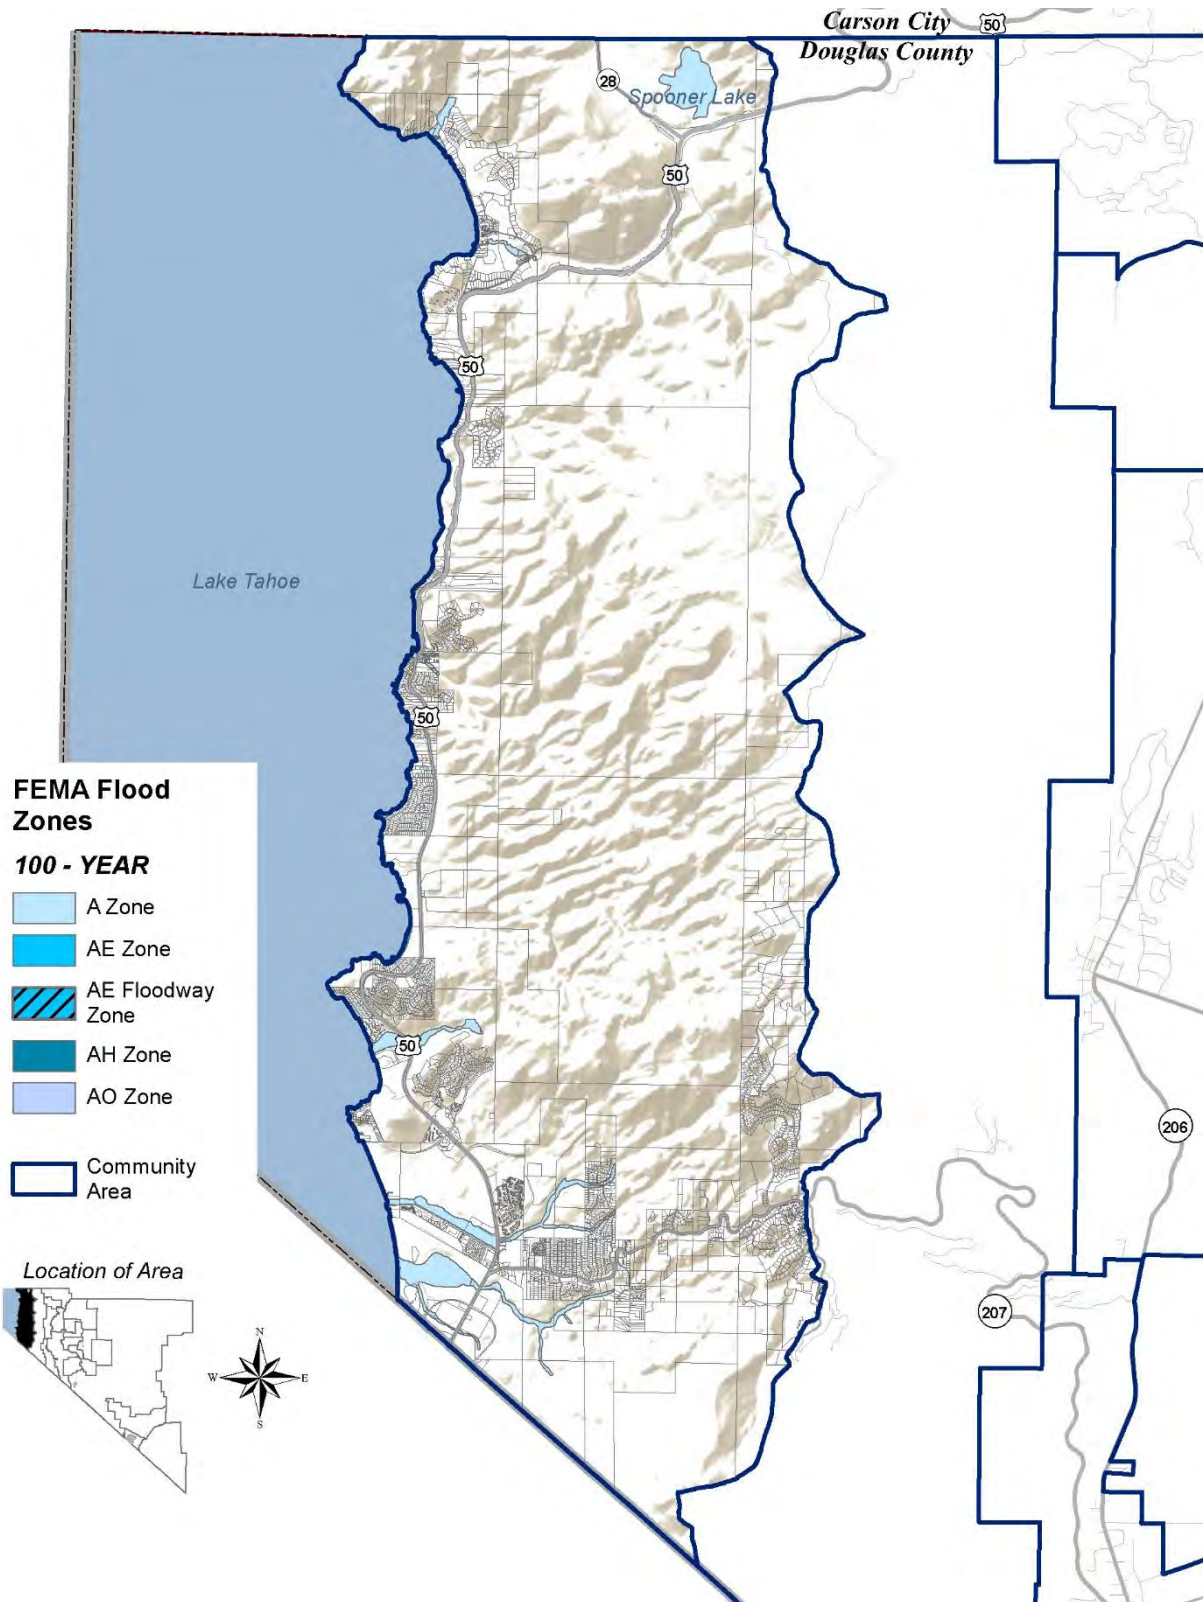 Carson City
50
Douglas County
28
Spooner Lake
50
50
Lake Tahoe
50
FEMA Flood
Zones
100 - YEAR
A Zone
AE Zone
AE Floodway
Zone
AH Zone
AO Zone
Community
Area
50
206
Location of Area
207
N
W
E
S